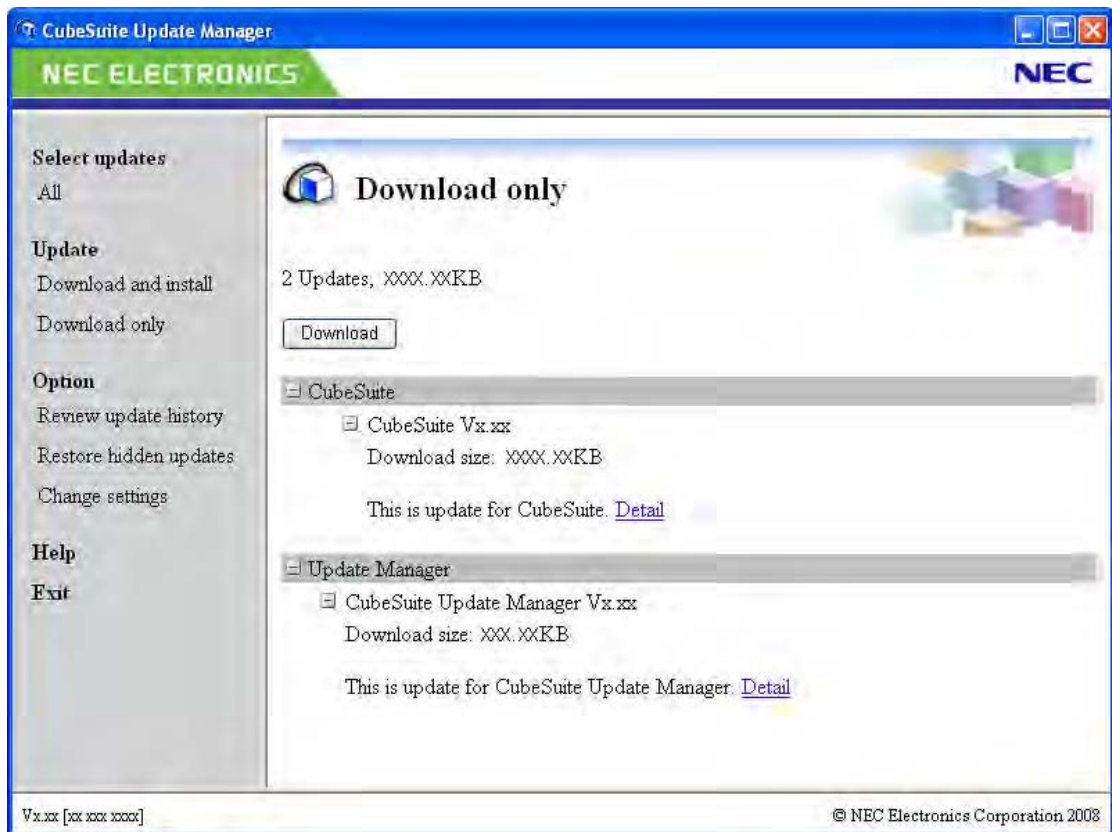 CubeSuite Update Manager
NEC ELECTRONICS
NEC
Select updates
All
Update
Download and install
Download only
Option
Review update history
Restore hidden updates
Change settings
Help
Exit
Download only
2 Updates, XXXX.XXKB
Download
CubeSuite
CubeSuite Vx.xx
Download size: XXXX.XXKB
This is update for CubeSuite. Detail
Update Manager
CubeSuite Update Manager Vx.xx
Download size: XXX.XXKB
This is update for CubeSuite Update Manager. Detail
Vx.xx [xx xxx xxxx]
© NEC Electronics Corporation 2008